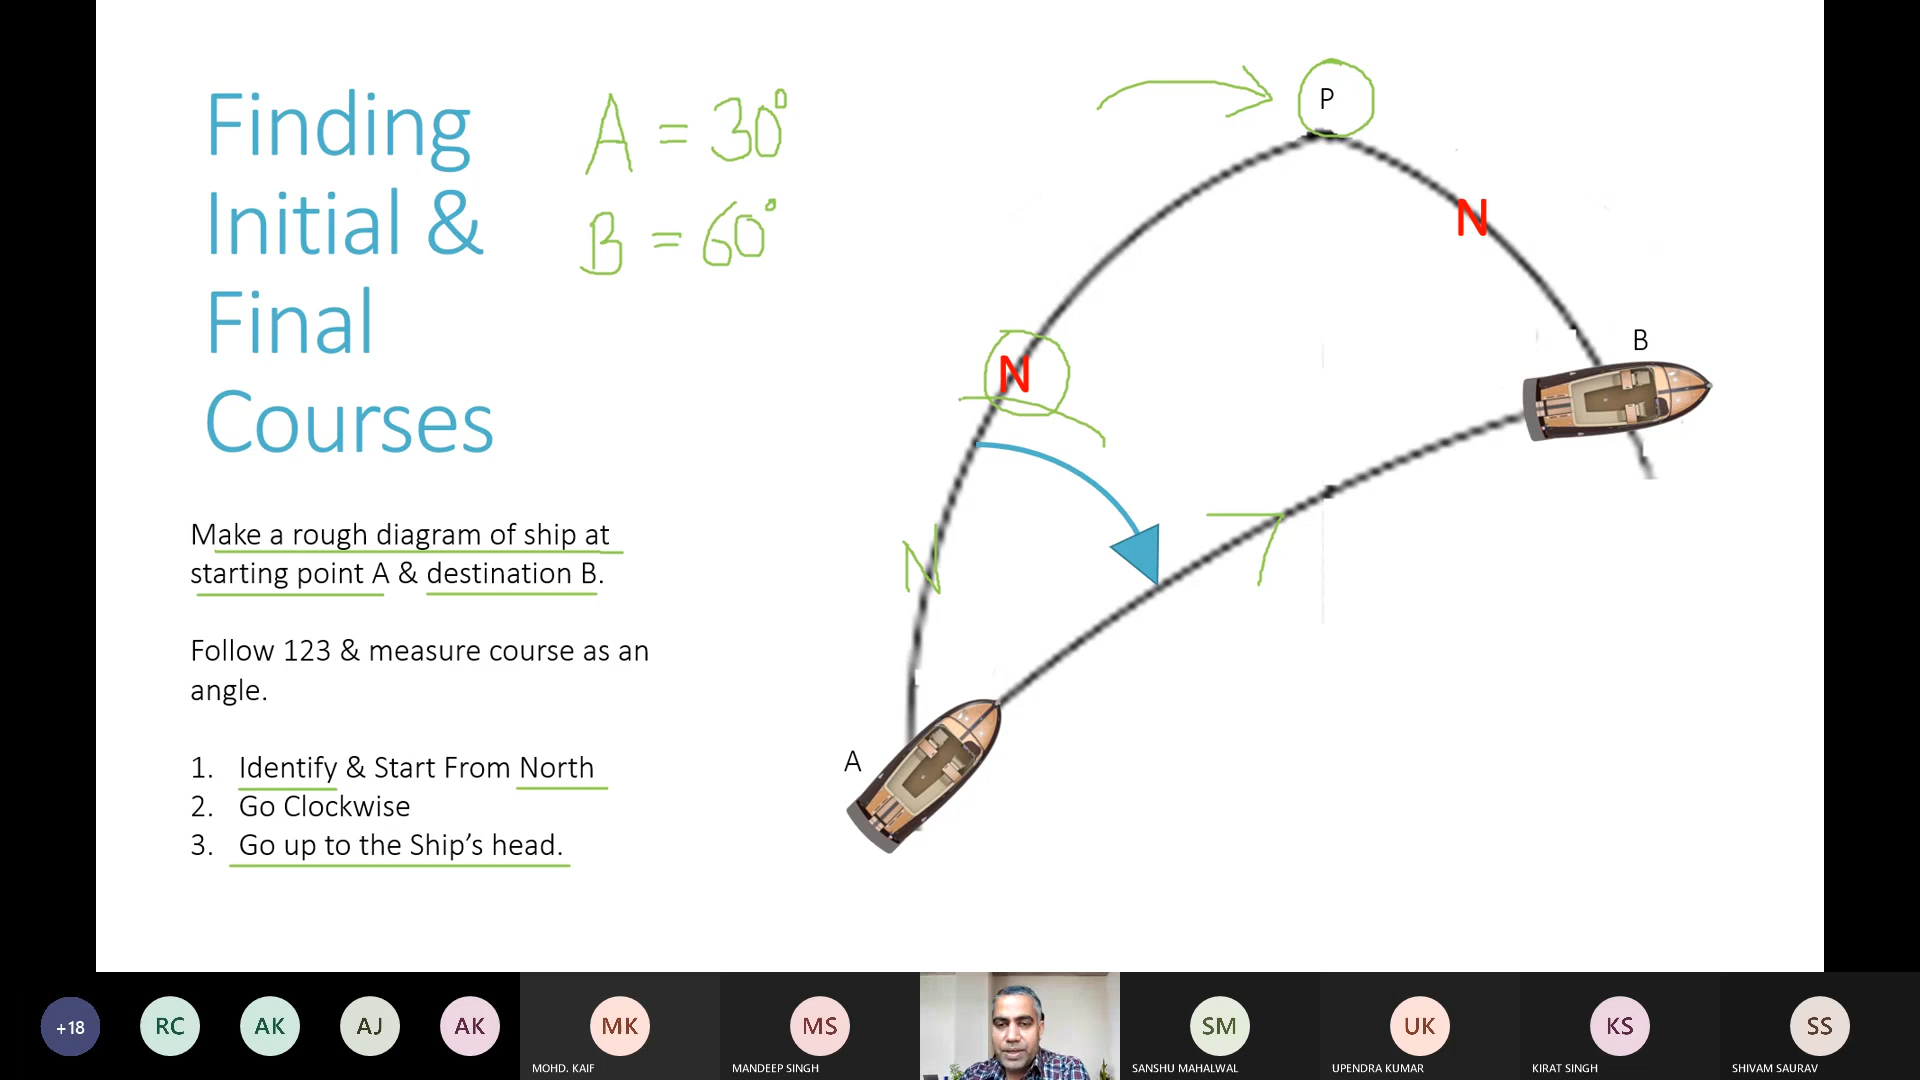 Finding
Initial &
Final
Courses
A = 30°
B = 60°
Make a rough diagram of ship at
starting point A & destination B.
Follow 123 & measure course as an
angle.
1. Identify & Start From North
2. Go Clockwise
3. Go up to the Ship's head.
P
N
B
N
N
A
+18
RC
AK
AJ
AK
MK
MS
SM
UK
KS
SS
MOHD. KAIF
MANDEEP SINGH
SANSHU MAHALWAL
UPENDRA KUMAR
KIRAT SINGH
SHIVAM SAURAV